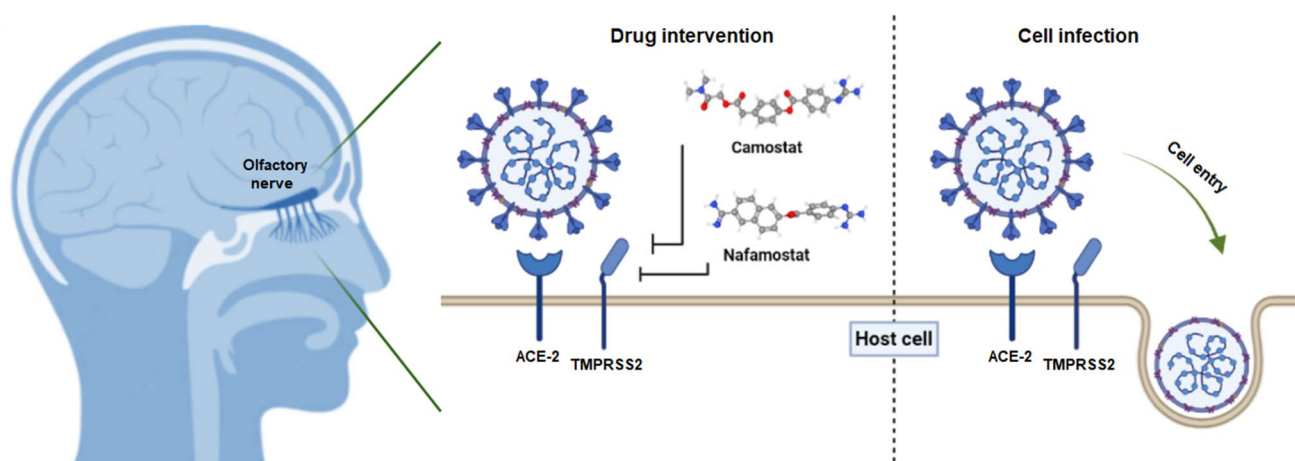 Drug intervention
Cell infection
Olfactory
nerve
Camostat
Nafamostat
Cell entry
Host cell
ACE-2
TMPRSS2
ACE-2
TMPRSS2